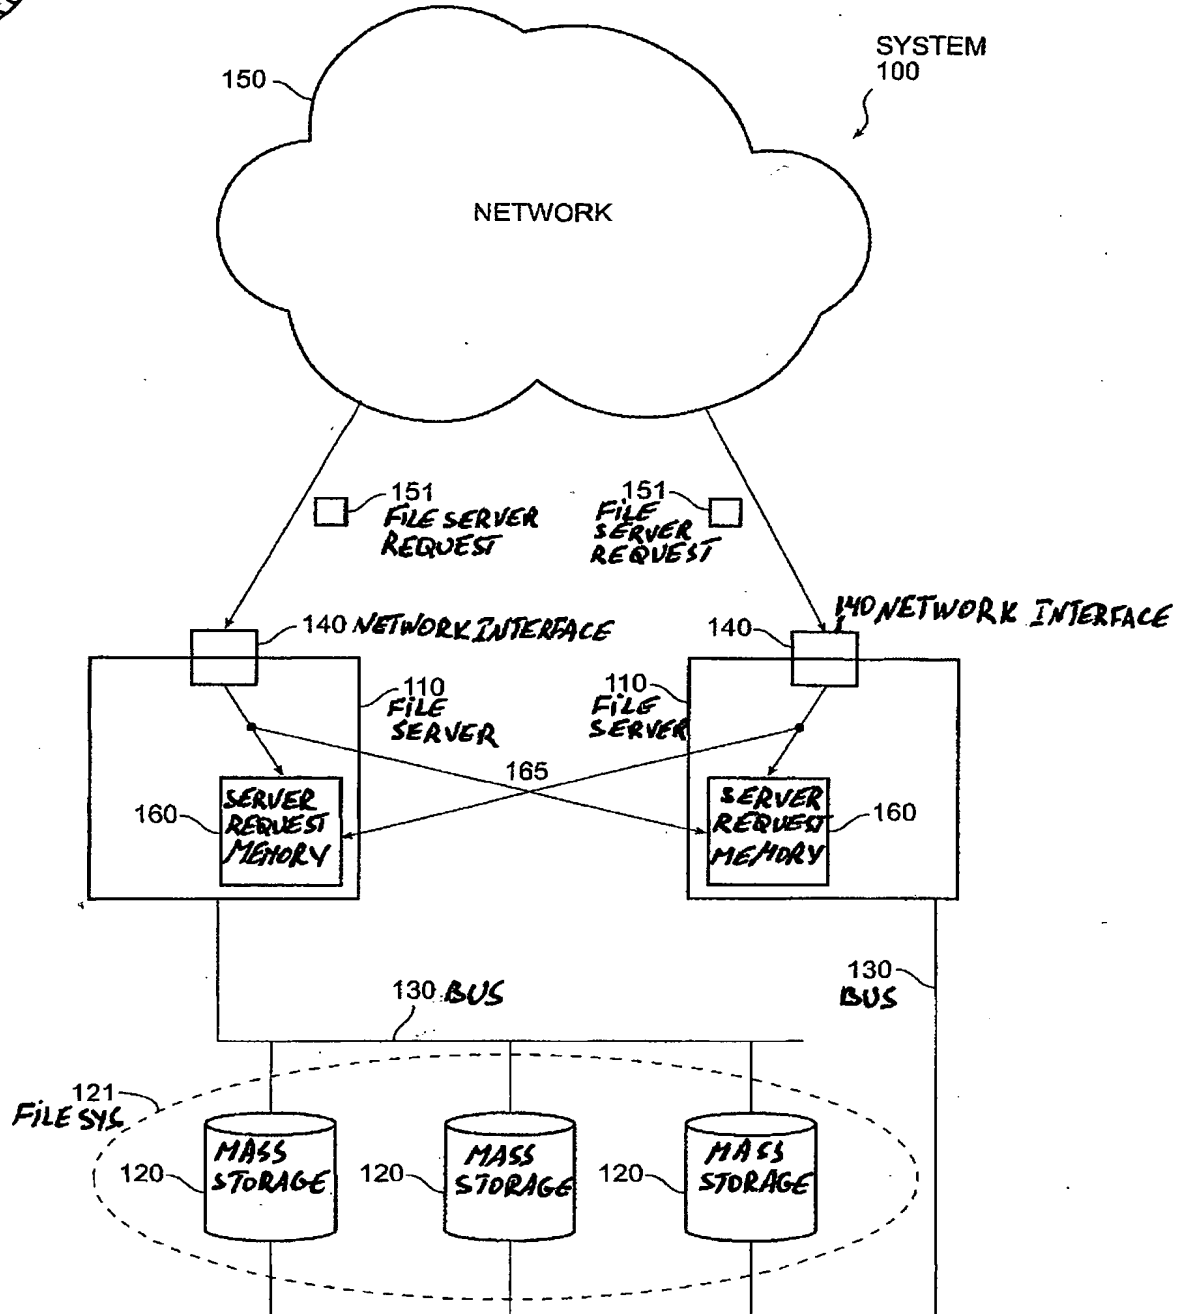 SYSTEM
100
150
NETWORK
151
FILE SERVER
REQUEST
151
FILE
SERVER
REQUEST
140 NETWORK INTERFACE
140
140 NETWORK INTERFACE
110
FILE
SERVER
110
FILE
SERVER
165
160
SERVER
REQUEST
MEMORY
SERVER
REQUEST
MEMORY
160
130 BUS
130
BUS
121
FILE SYS.
120
MASS
STORAGE
120
MASS
STORAGE
120
MASS
STORAGE